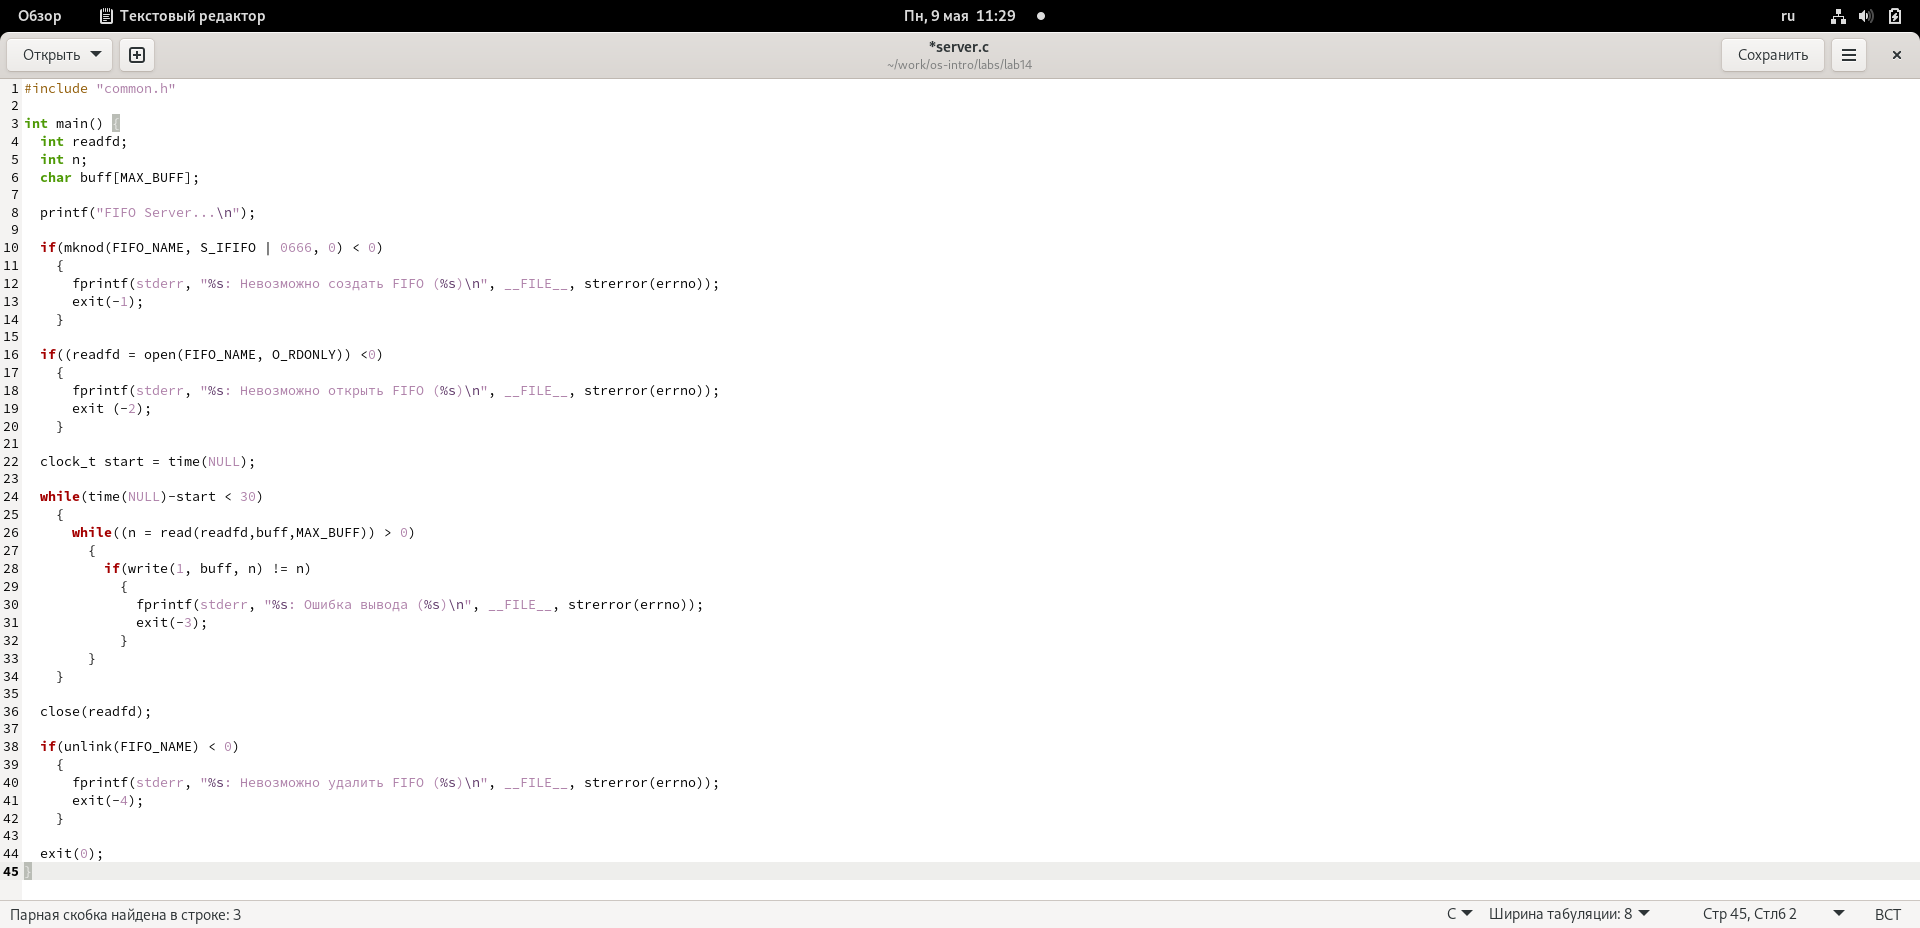 Обзор Текстовый редактор Пн, 9 мая 11:29 ru
Открыть *server.c Сохранить
~/work/os-intro/labs/lab14
1 #include "common.h"
2
3 int main() {
4   int readfd;
5   int n;
6   char buff[MAX_BUFF];
7
8   printf("FIFO Server...\n");
9
10   if(mknod(FIFO_NAME, S_IFIFO | 0666, 0) < 0)
11     {
12       fprintf(stderr, "%s: Невозможно создать FIFO (%s)\n", __FILE__, strerror(errno));
13       exit(-1);
14     }
15
16   if((readfd = open(FIFO_NAME, O_RDONLY)) <0)
17     {
18       fprintf(stderr, "%s: Невозможно открыть FIFO (%s)\n", __FILE__, strerror(errno));
19       exit (-2);
20     }
21
22   clock_t start = time(NULL);
23
24   while(time(NULL)-start < 30)
25     {
26       while((n = read(readfd,buff,MAX_BUFF)) > 0)
27         {
28           if(write(1, buff, n) != n)
29             {
30               fprintf(stderr, "%s: Ошибка вывода (%s)\n", __FILE__, strerror(errno));
31               exit(-3);
32             }
33         }
34     }
35
36   close(readfd);
37
38   if(unlink(FIFO_NAME) < 0)
39     {
40       fprintf(stderr, "%s: Невозможно удалить FIFO (%s)\n", __FILE__, strerror(errno));
41       exit(-4);
42     }
43
44   exit(0);
45 }
Парная скобка найдена в строке: 3 C Ширина табуляции: 8 Стр 45, Стлб 2 ВСТ